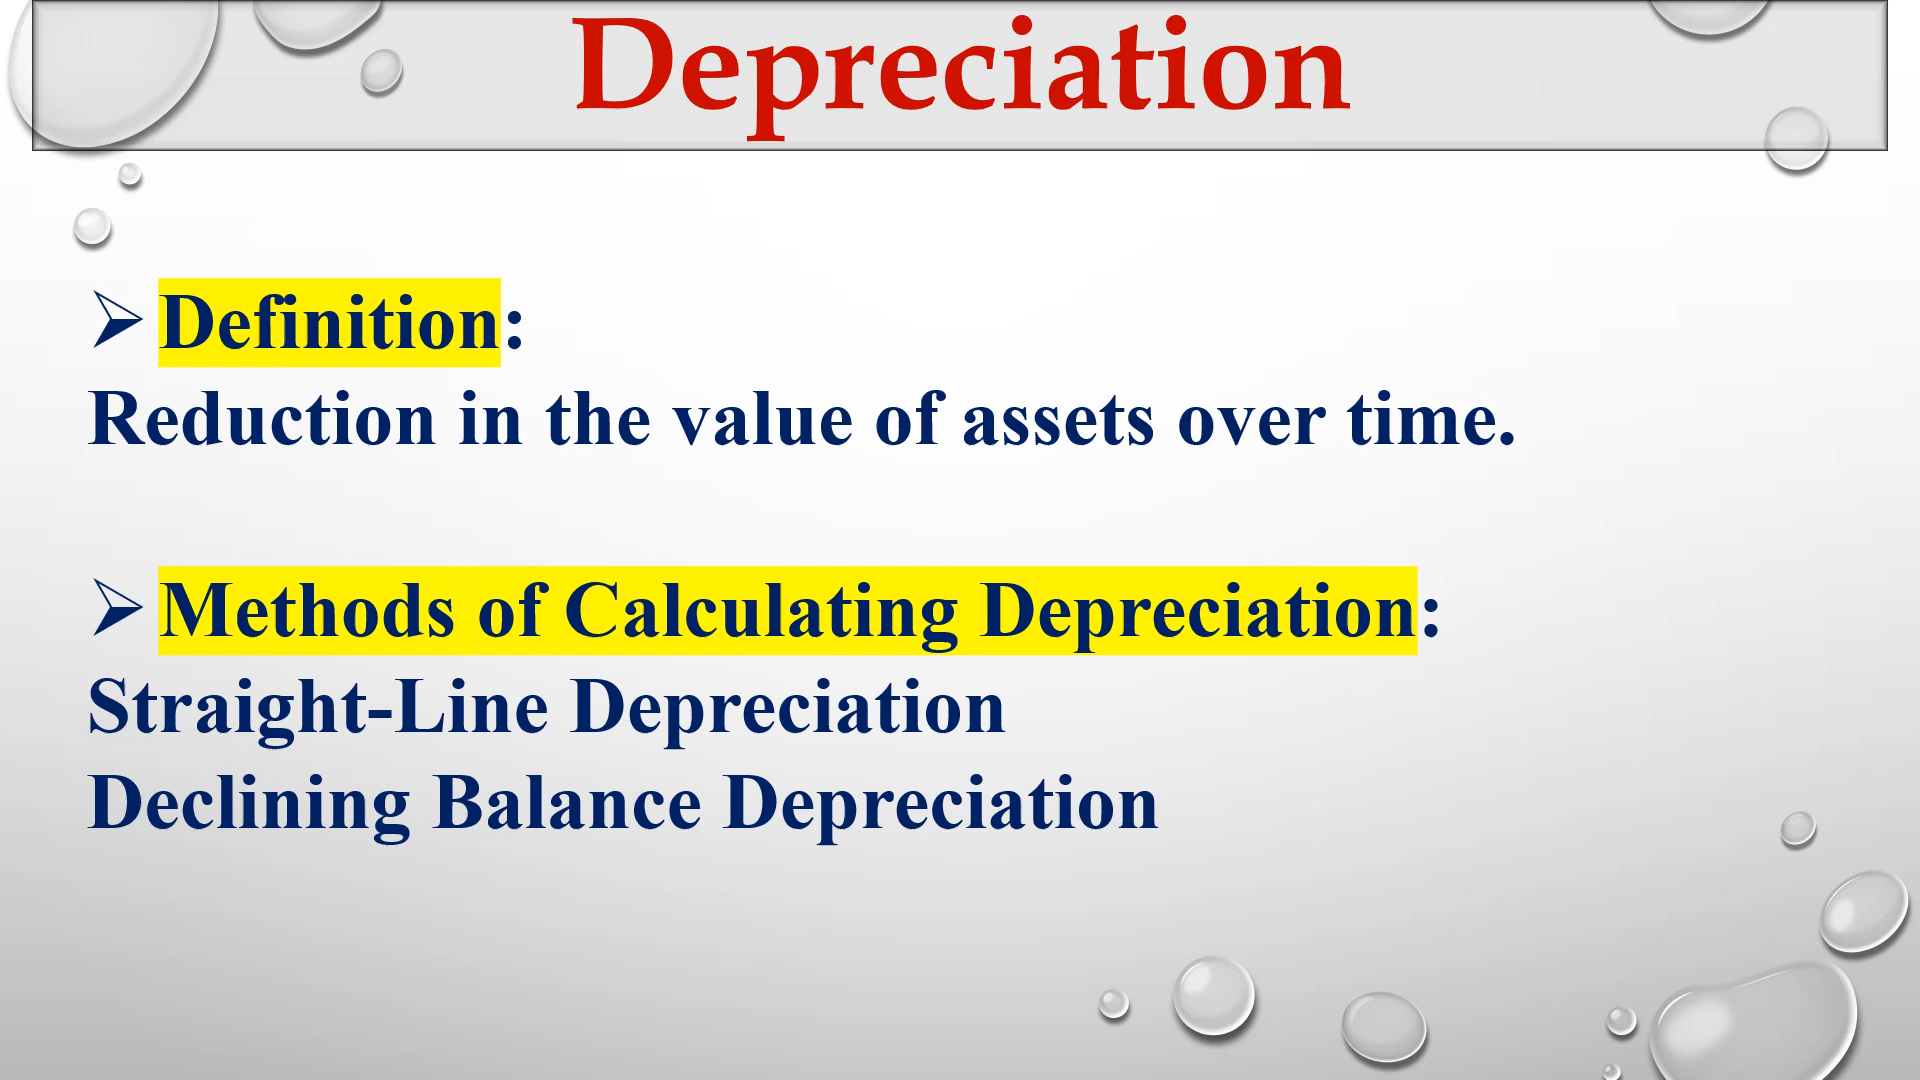 Depreciation
➢ Definition:
Reduction in the value of assets over time.
➢ Methods of Calculating Depreciation:
Straight-Line Depreciation
Declining Balance Depreciation